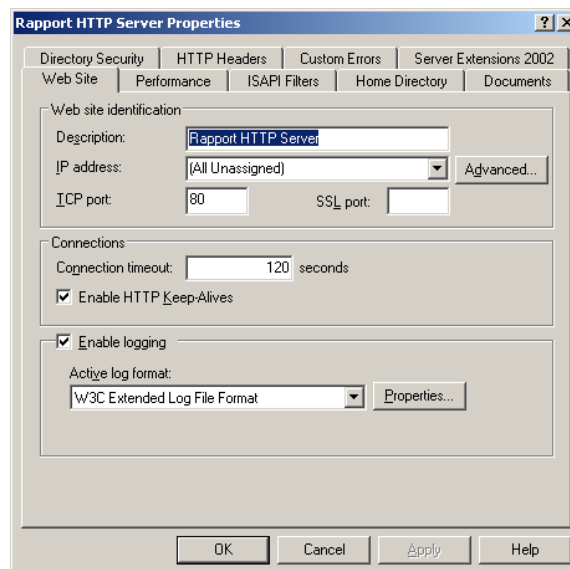 Rapport HTTP Server Properties
Directory Security HTTP Headers Custom Errors Server Extensions 2002
Web Site Performance ISAPI Filters Home Directory Documents
Web site identification
Description: Rapport HTTP Server
IP address: (All Unassigned) Advanced...
TCP port: 80 SSL port:
Connections
Connection timeout: 120 seconds
Enable HTTP Keep-Alives
Enable logging
Active log format:
W3C Extended Log File Format Properties...
OK Cancel Apply Help